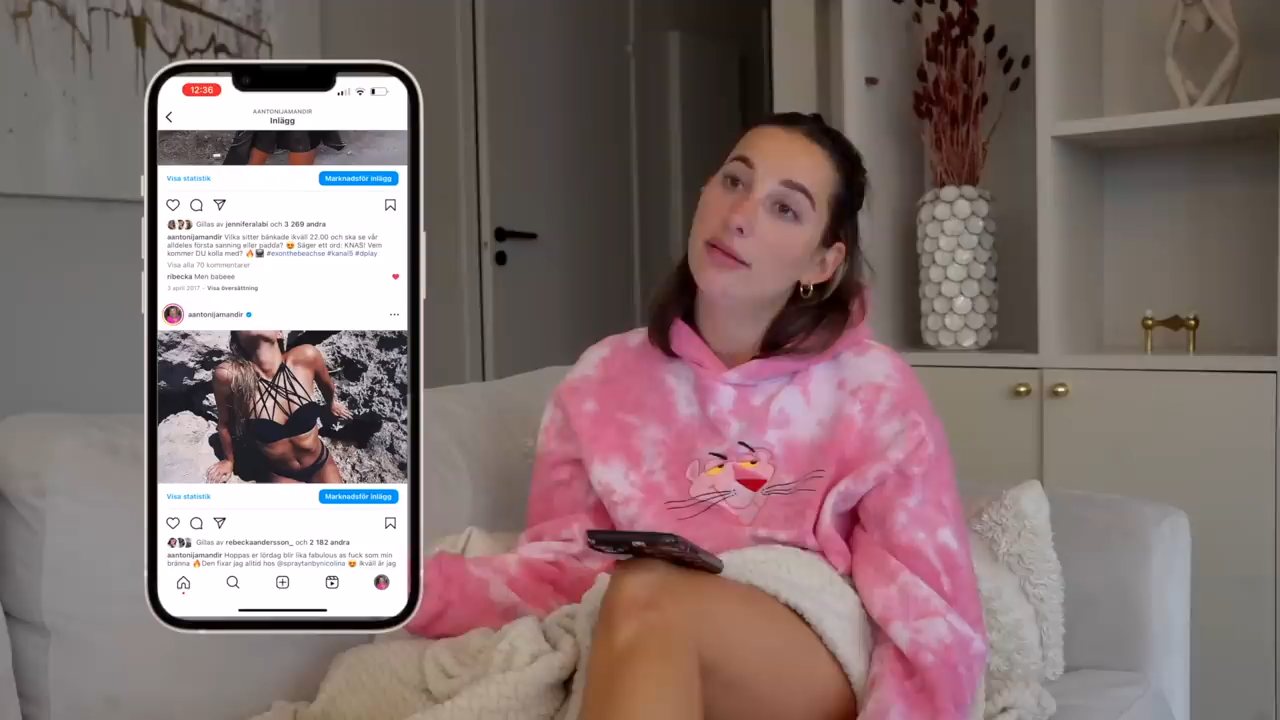 12:36
AANTONIJAMANDIR
Inlägg
Visa statistik
Marknadsför inlägg
Gillas av jenniferalabi och 3 269 andra
aantonijamandir Vilka sitter bänkade ikväll 22.00 och ska se vår
alldeles första sanning eller padda? 😍 Säger ett ord: KNAS! Vem
kommer DU kolla med? 🔥 #exonthebeachse #kanal5 #dplay
Visa alla 70 kommentarer
ribecka Men babeee
3 april 2017 · Visa översättning
aantonijamandir
Visa statistik
Marknadsför inlägg
Gillas av rebeckaandersson_ och 2 182 andra
aantonijamandir Hoppas er lördag blir lika fabulous as fuck som min
bränna 🔥Den fixar jag alltid hos @spraytanbynicolina 😍 Ikväll är jag